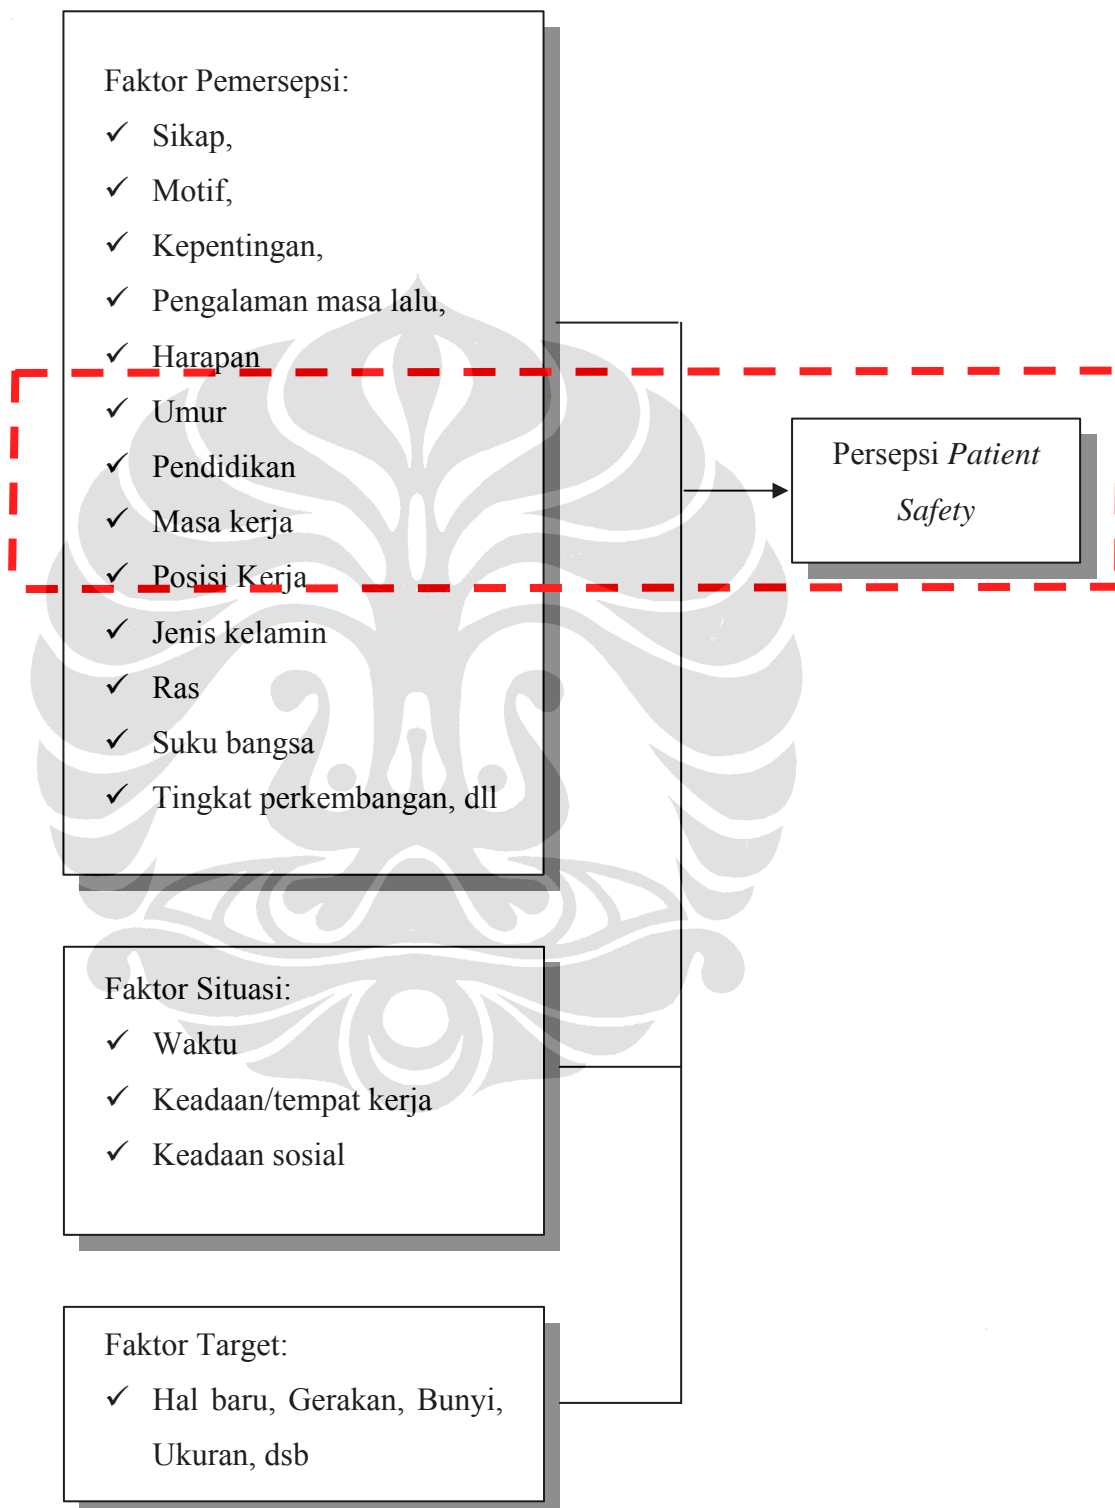 Faktor Pemersepsi:
✓ Sikap,
✓ Motif,
✓ Kepentingan,
✓ Pengalaman masa lalu,
✓ Harapan
✓ Umur
✓ Pendidikan
✓ Masa kerja
✓ Posisi Kerja
✓ Jenis kelamin
✓ Ras
✓ Suku bangsa
✓ Tingkat perkembangan, dll
Persepsi Patient
Safety
Faktor Situasi:
✓ Waktu
✓ Keadaan/tempat kerja
✓ Keadaan sosial
Faktor Target:
✓ Hal baru, Gerakan, Bunyi,
Ukuran, dsb